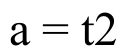 a = t2